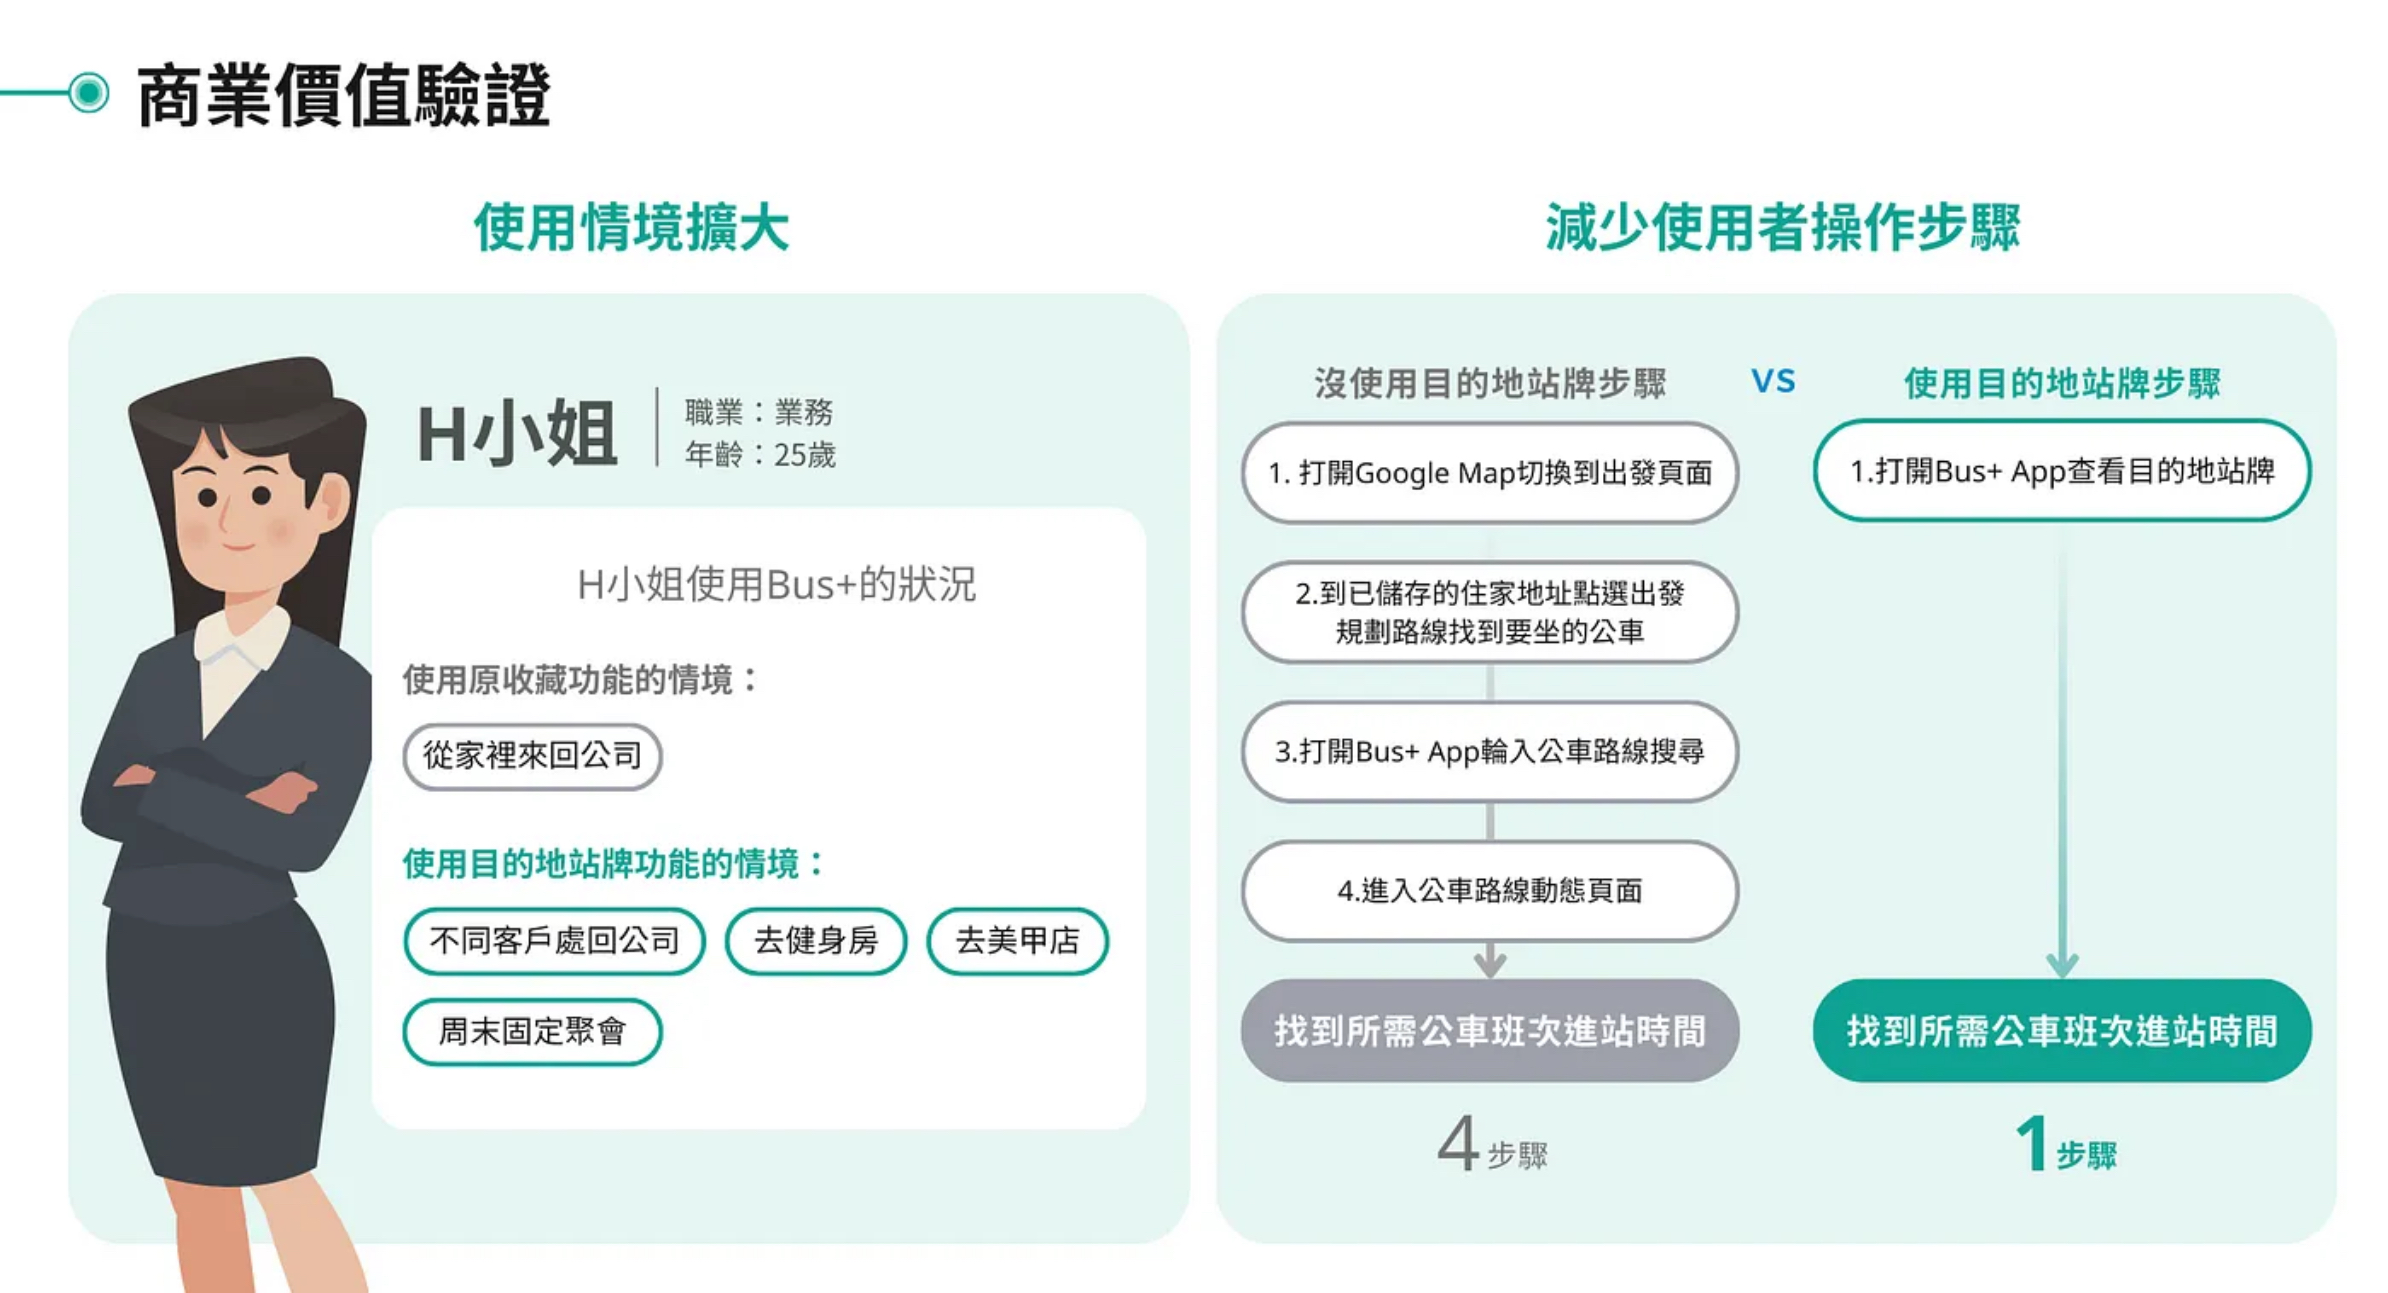 商業價值驗證
使用情境擴大
H小姐
職業：業務
年齡：25歲
H小姐使用Bus+的狀況
使用原收藏功能的情境：
從家裡來回公司
使用目的地站牌功能的情境：
不同客戶處回公司
去健身房
去美甲店
周末固定聚會
減少使用者操作步驟
沒使用目的地站牌步驟
VS
使用目的地站牌步驟
1. 打開Google Map切換到出發頁面
2.到已儲存的住家地址點選出發
規劃路線找到要坐的公車
3.打開Bus+ App輪入公車路線搜尋
4.進入公車路線動態頁面
找到所需公車班次進站時間
4步驟
1.打開Bus+ App查看目的地站牌
找到所需公車班次進站時間
1步驟